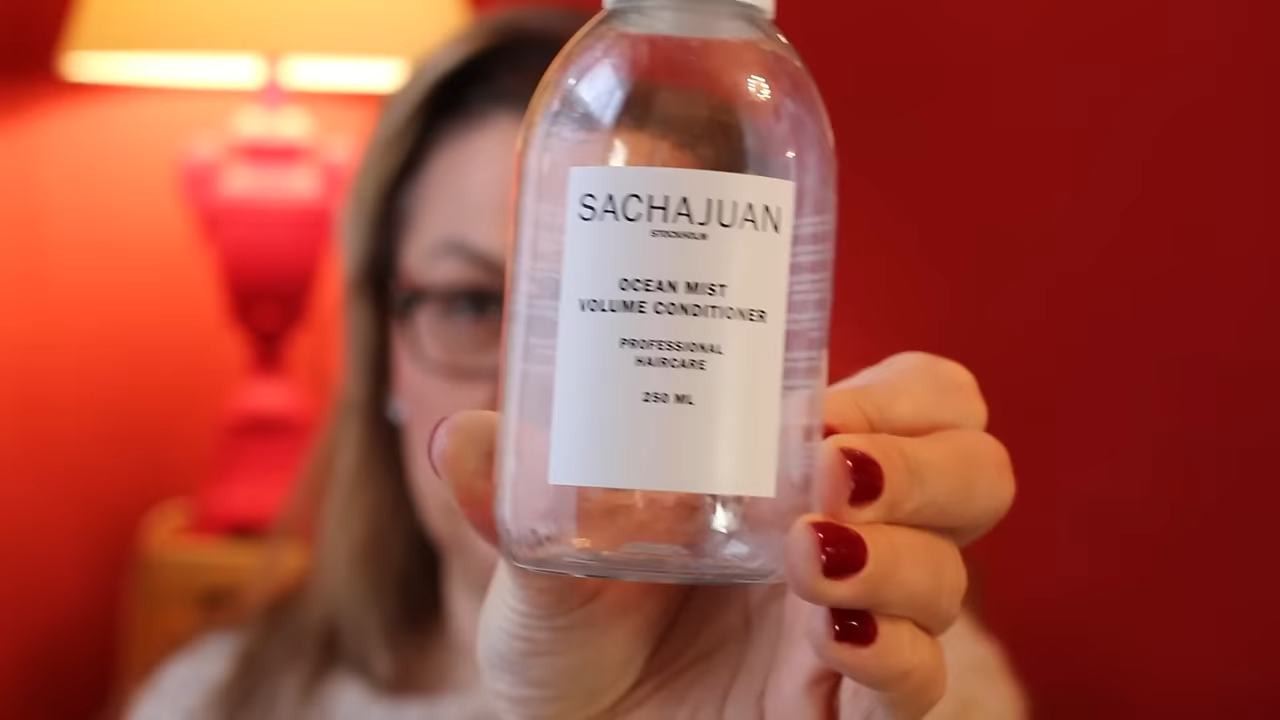 SACHAJUAN
STOCKHOLM
OCEAN MIST
VOLUME CONDITIONER
PROFESSIONAL
HAIRCARE
250 ML